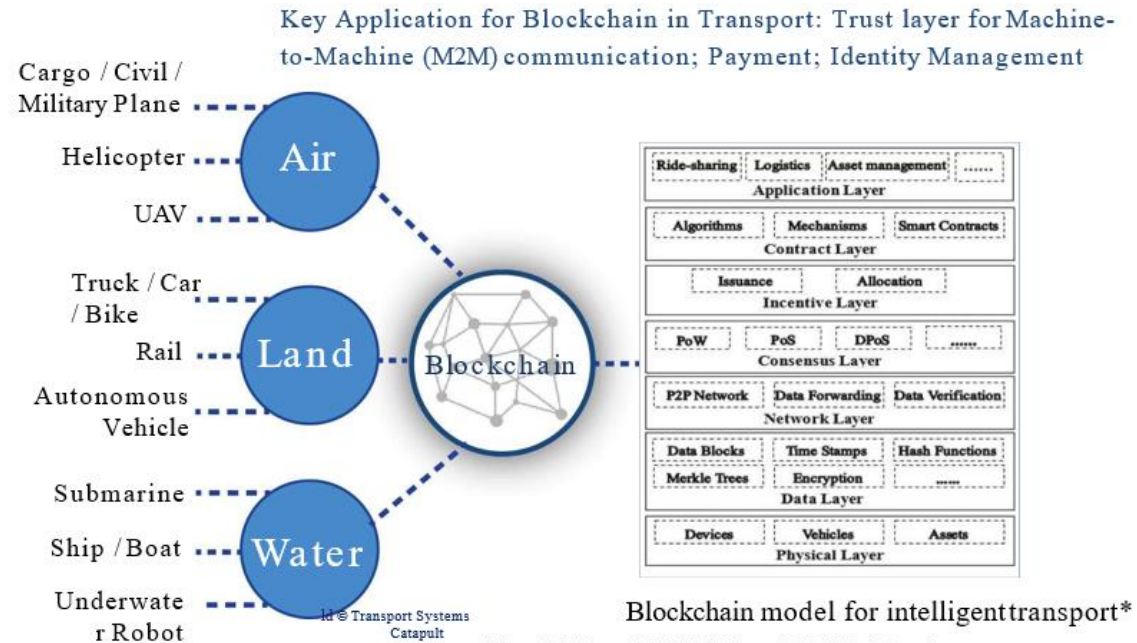 Key Application for Blockchain in Transport: Trust layer for Machine-
to-Machine (M2M) communication; Payment; Identity Management
Cargo / Civil /
Military Plane
Helicopter
UAV
Air
Truck / Car
/ Bike
Rail
Autonomous
Vehicle
Land
Submarine
Ship / Boat
Underwate
r Robot
Water
Blockchain
Ride-sharing Logistics Asset management ......
Application Layer
Algorithms Mechanisms Smart Contracts
Contract Layer
Issuance Allocation
Incentive Layer
PoW PoS DPoS ......
Consensus Layer
P2P Network Data Forwarding Data Verification
Network Layer
Data Blocks Time Stamps Hash Functions
Merkle Trees Encryption ......
Data Layer
Devices Vehicles Assets
Physical Layer
© Transport Systems
Catapult
Blockchain model for intelligent transport*